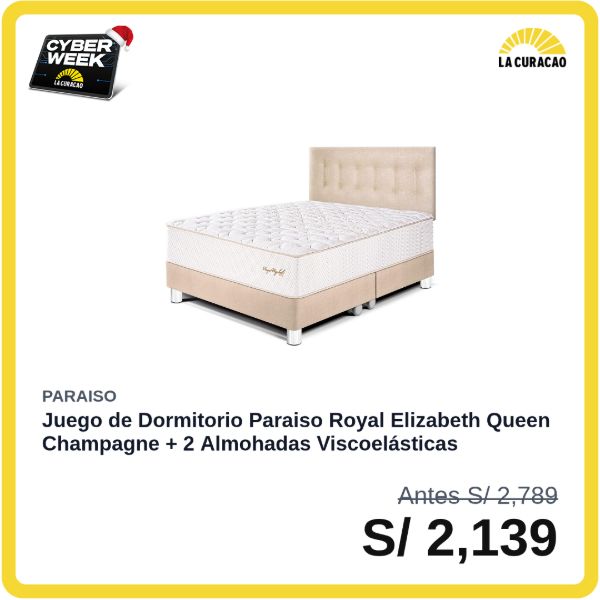 CYBER
WEEK
LA CURACAO
LA CURACAO
PARAISO
Juego de Dormitorio Paraiso Royal Elizabeth Queen
Champagne + 2 Almohadas Viscoelásticas
Antes S/ 2,789
S/ 2,139